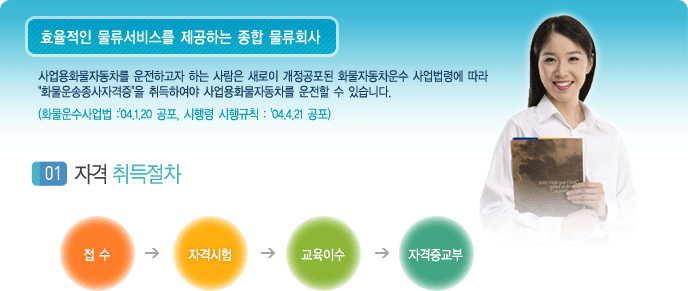 효율적인 물류서비스를 제공하는 종합 물류회사
사업용화물자동차를 운전하고자 하는 사람은 새로이 개정공포된 화물자동차운수 사업법령에 따라
"화물운송종사자격증"을 취득하여야 사업용화물자동차를 운전할 수 있습니다.
(화물운수사업법 :'04.1.20 공포, 시행령 시행규칙 : '04.4.21 공포)
01 자격 취득절차
접 수 → 자격시험 → 교육이수 → 자격증교부